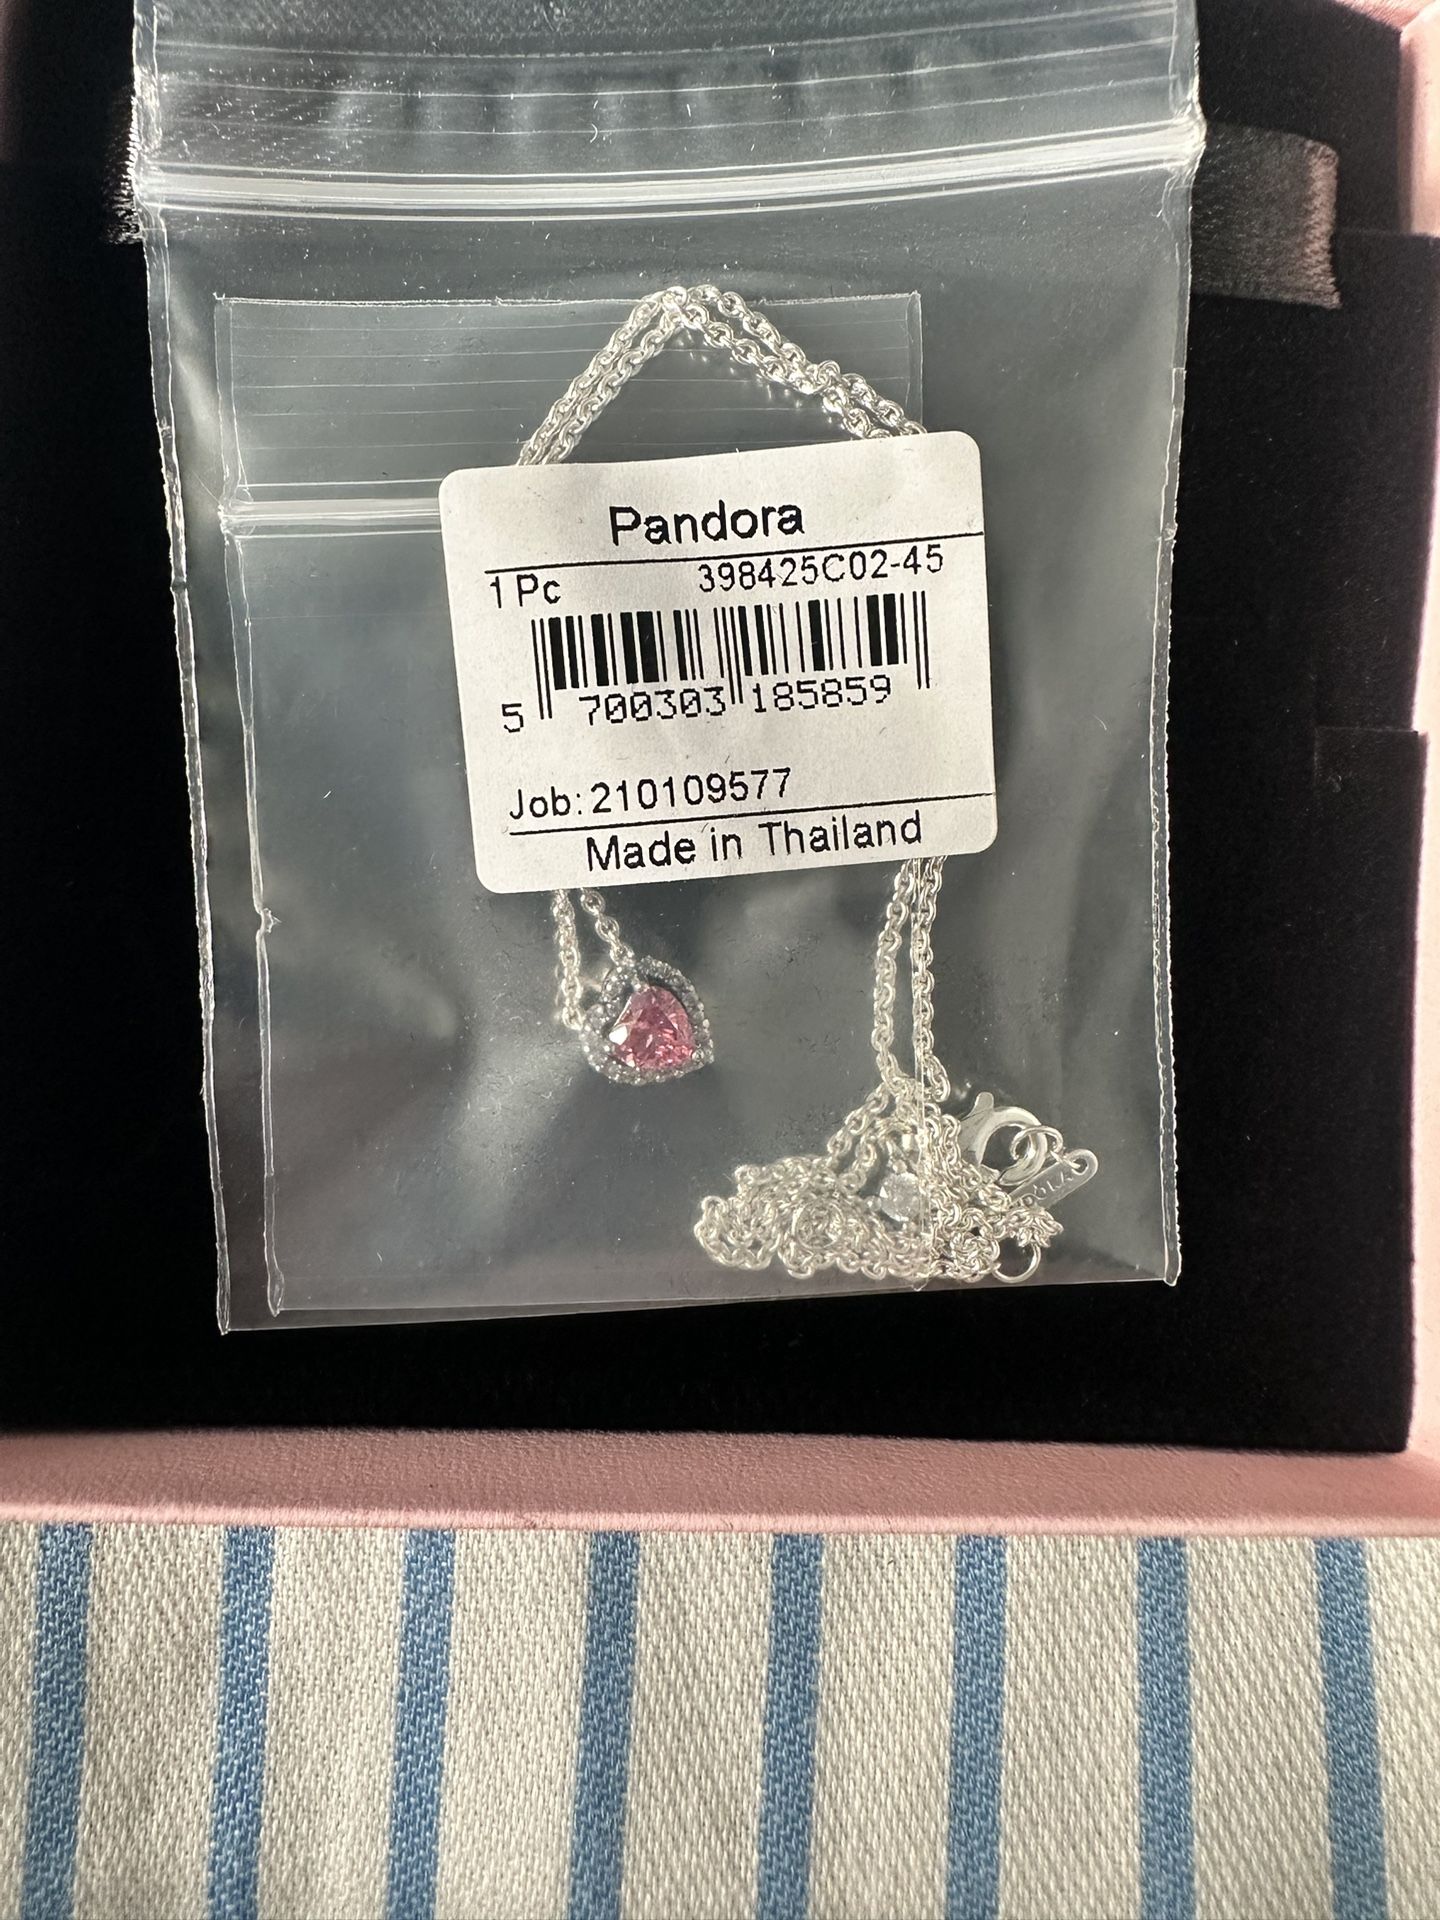 Pandora
1 Pc 398425C02-45
5 700303 185859
Job: 210109577
Made in Thailand